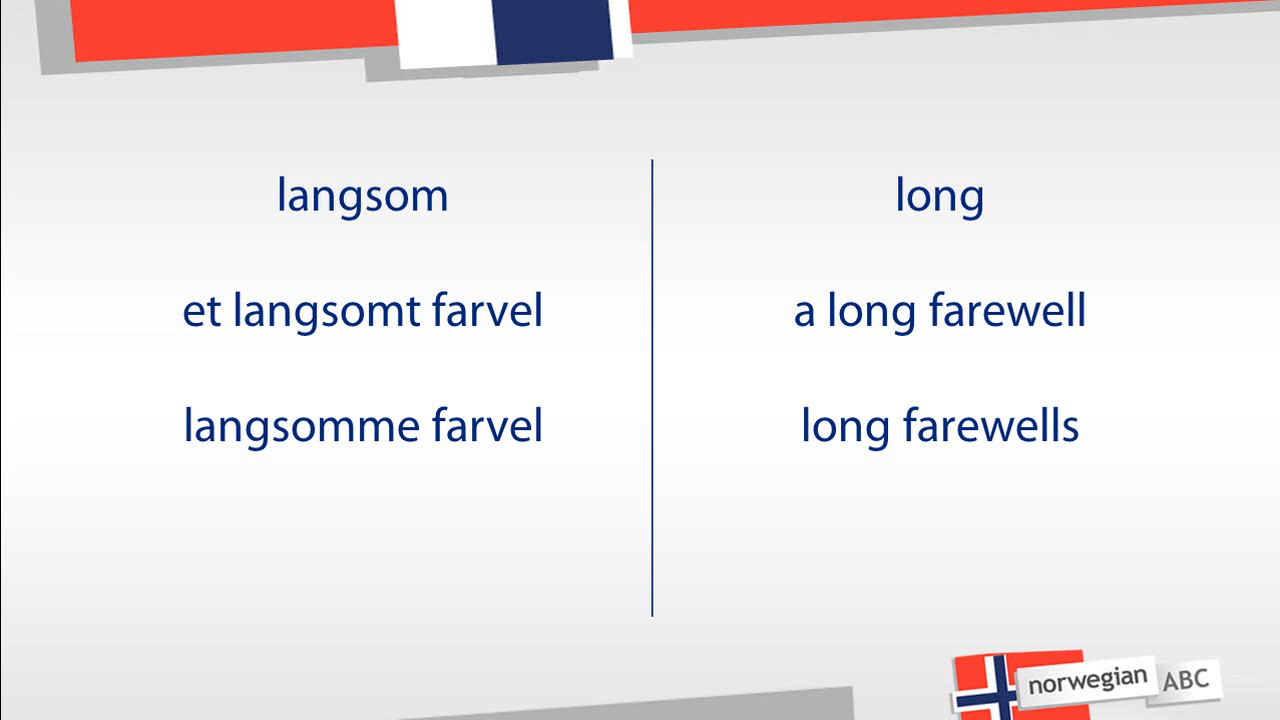 langsom
long
et langsomt farvel
a long farewell
langsomme farvel
long farewells
norwegian ABC